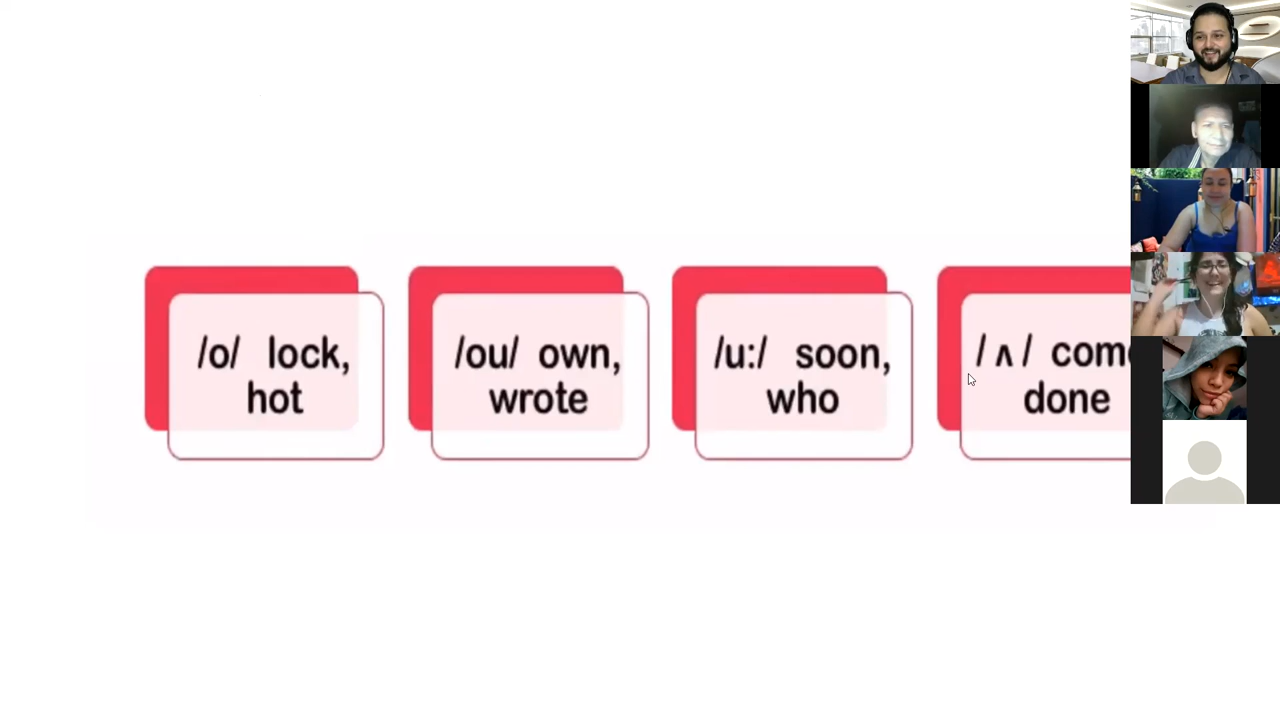 /o/ lock,
hot
/ou/ own,
wrote
/u:/ soon,
who
/ ʌ /
done